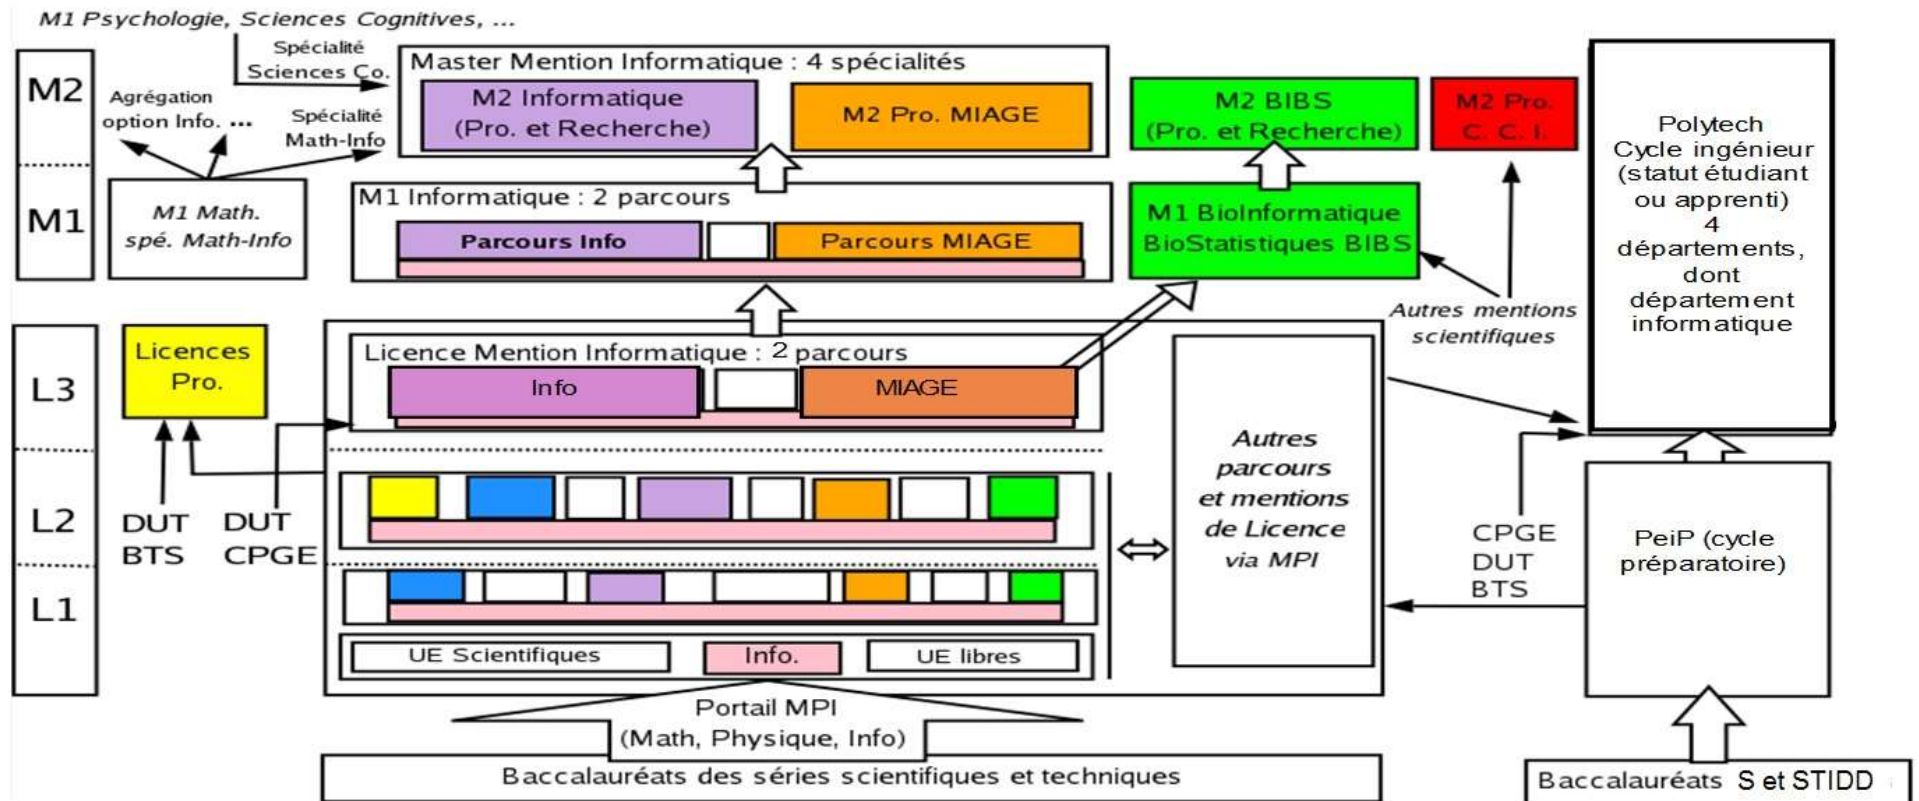 M1 Psychologie, Sciences Cognitives, ...
Spécialité
Sciences Co.
M2
Agrégation
option Info. ...
Spécialité
Math-Info
Master Mention Informatique : 4 spécialités
M2 Informatique
(Pro. et Recherche)
M2 Pro. MIAGE
M2 BIBS
(Pro. et Recherche)
M2 Pro.
C. C. I.
M1
M1 Math.
spé. Math-Info
M1 Informatique : 2 parcours
Parcours Info
Parcours MIAGE
M1 BioInformatique
BioStatistiques BIBS
Autres mentions
scientifiques
Polytech
Cycle ingénieur
(statut étudiant
ou apprenti)
4
départements,
dont
département
informatique
L3
Licences
Pro.
Licence Mention Informatique : 2 parcours
Info
MIAGE
Autres
parcours
et mentions
de Licence
via MPI
L2
DUT
BTS
DUT
CPGE
CPGE
DUT
BTS
PeiP (cycle
préparatoire)
L1
UE Scientifiques
Info.
UE libres
Portail MPI
(Math, Physique, Info)
Baccalauréats des séries scientifiques et techniques
Baccalauréats S et STIDD